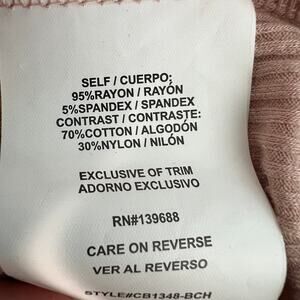 SELF / CUERPO:
95%RAYON / RAYÓN
5%SPANDEX / SPANDEX
CONTRAST / CONTRASTE:
70%COTTON / ALGODÓN
30%NYLON / NILÓN
EXCLUSIVE OF TRIM
ADORNO EXCLUSIVO
RN#139688
CARE ON REVERSE
VER AL REVERSO
STYLE#CB1348-BCH